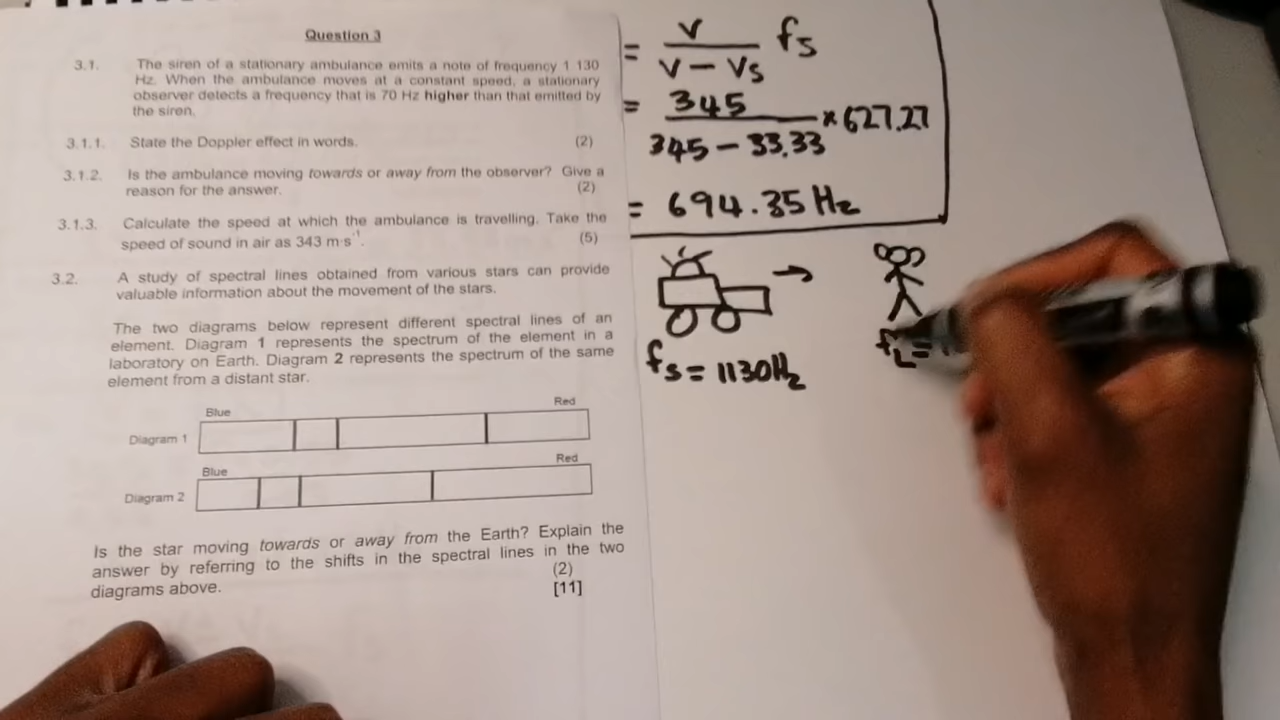 Question 3
3.1. The siren of a stationary ambulance emits a note of frequency 1 130
Hz. When the ambulance moves at a constant speed, a stationary
observer detects a frequency that is 70 Hz higher than that emitted by
the siren.
3.1.1. State the Doppler effect in words. (2)
3.1.2. Is the ambulance moving towards or away from the observer? Give a
reason for the answer. (2)
3.1.3. Calculate the speed at which the ambulance is travelling. Take the
speed of sound in air as 343 m·s⁻¹. (5)
3.2. A study of spectral lines obtained from various stars can provide
valuable information about the movement of the stars.
The two diagrams below represent different spectral lines of an
element. Diagram 1 represents the spectrum of the element in a
laboratory on Earth. Diagram 2 represents the spectrum of the same
element from a distant star.
Blue Red
Diagram 1
Blue Red
Diagram 2
Is the star moving towards or away from the Earth? Explain the
answer by referring to the shifts in the spectral lines in the two
diagrams above. (2)
[11]
= V / V - Vs fs
= 345 / 345 - 33.33 × 627.27
= 694.35 Hz
fs = 1130Hz
fL =